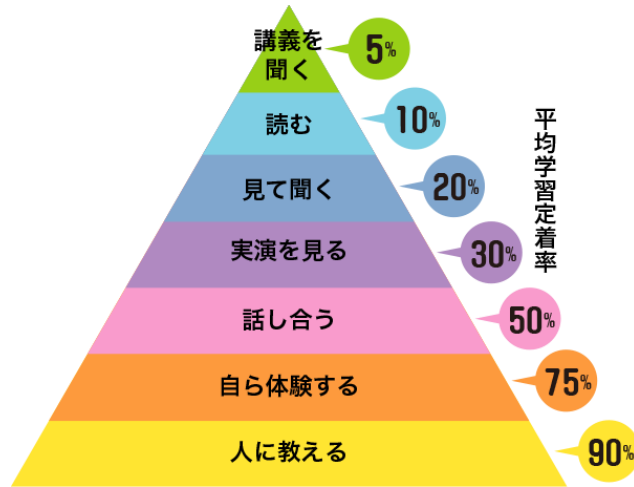 講義を
聞く
5%
読む
10%
見て聞く
20%
実演を見る
30%
話し合う
50%
自ら体験する
75%
人に教える
90%
平均学習定着率